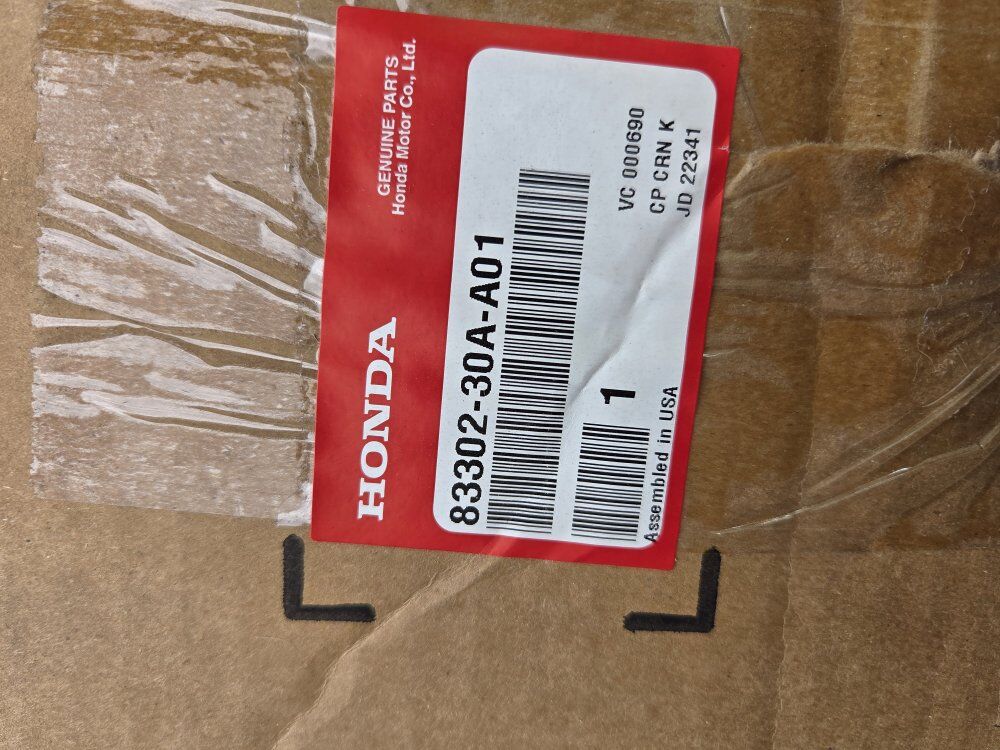 HONDA
GENUINE PARTS
Honda Motor Co., Ltd.
83302-30A-A01
1
VC 000690
CP CRN K
JD 22341
Assembled in USA